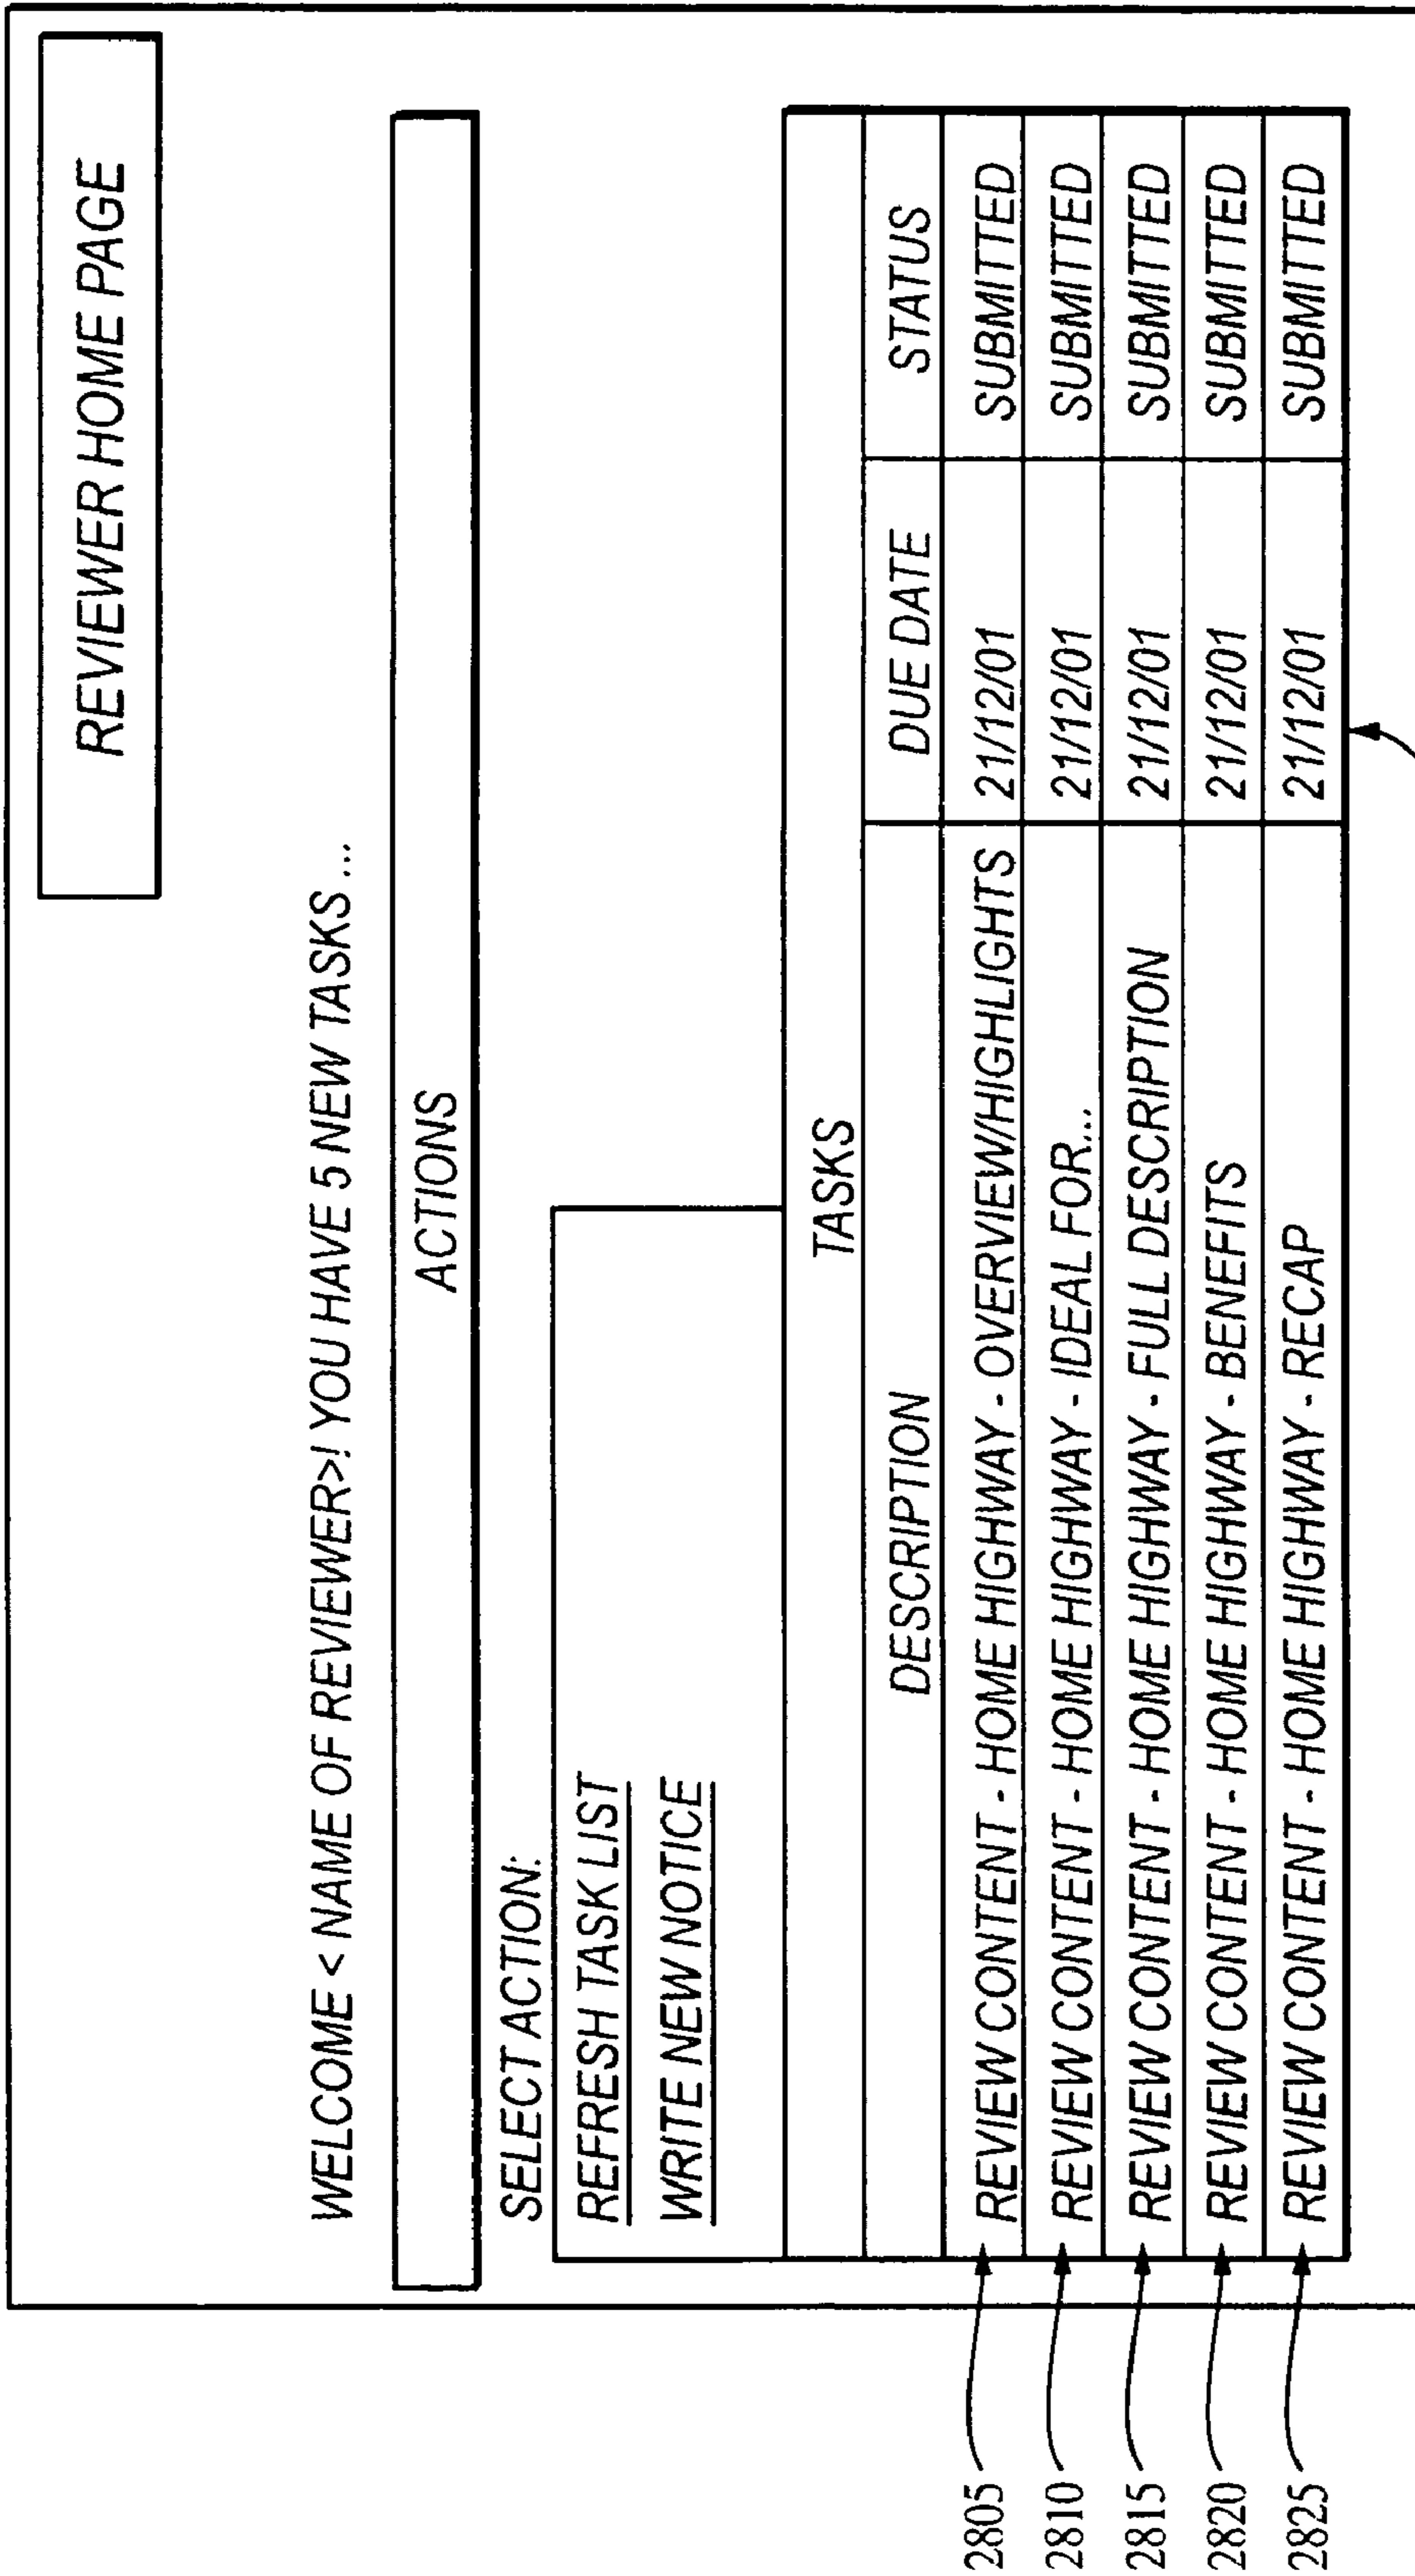 REVIEWER HOME PAGE
WELCOME < NAME OF REVIEWER>! YOU HAVE 5 NEW TASKS ...
ACTIONS
SELECT ACTION:
REFRESH TASK LIST
WRITE NEW NOTICE
TASKS
DESCRIPTION DUE DATE STATUS
2805 REVIEW CONTENT - HOME HIGHWAY - OVERVIEW/HIGHLIGHTS 21/12/01 SUBMITTED
2810 REVIEW CONTENT - HOME HIGHWAY - IDEAL FOR... 21/12/01 SUBMITTED
2815 REVIEW CONTENT - HOME HIGHWAY - FULL DESCRIPTION 21/12/01 SUBMITTED
2820 REVIEW CONTENT - HOME HIGHWAY - BENEFITS 21/12/01 SUBMITTED
2825 REVIEW CONTENT - HOME HIGHWAY - RECAP 21/12/01 SUBMITTED